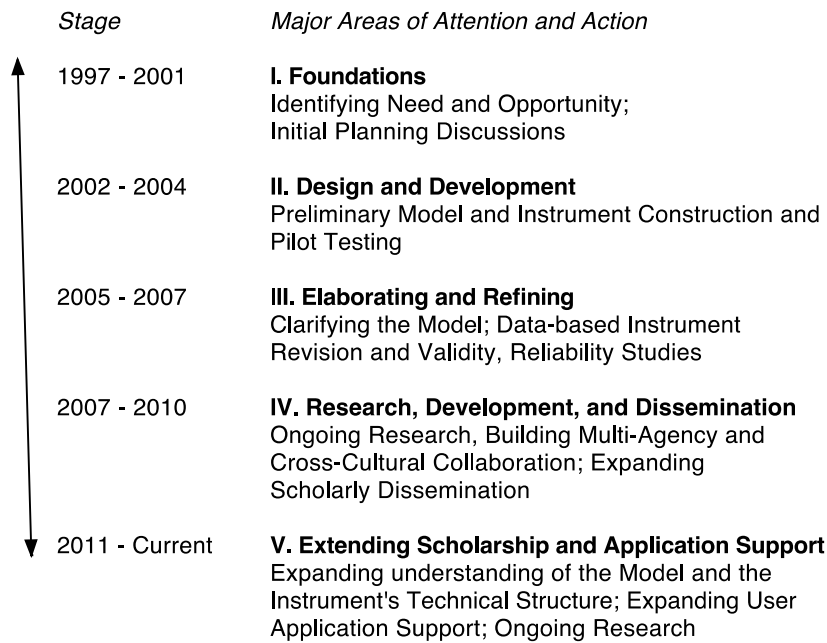 Stage Major Areas of Attention and Action
1997 - 2001 I. Foundations
Identifying Need and Opportunity;
Initial Planning Discussions
2002 - 2004 II. Design and Development
Preliminary Model and Instrument Construction and
Pilot Testing
2005 - 2007 III. Elaborating and Refining
Clarifying the Model; Data-based Instrument
Revision and Validity, Reliability Studies
2007 - 2010 IV. Research, Development, and Dissemination
Ongoing Research, Building Multi-Agency and
Cross-Cultural Collaboration; Expanding
Scholarly Dissemination
2011 - Current V. Extending Scholarship and Application Support
Expanding understanding of the Model and the
Instrument's Technical Structure; Expanding User
Application Support; Ongoing Research